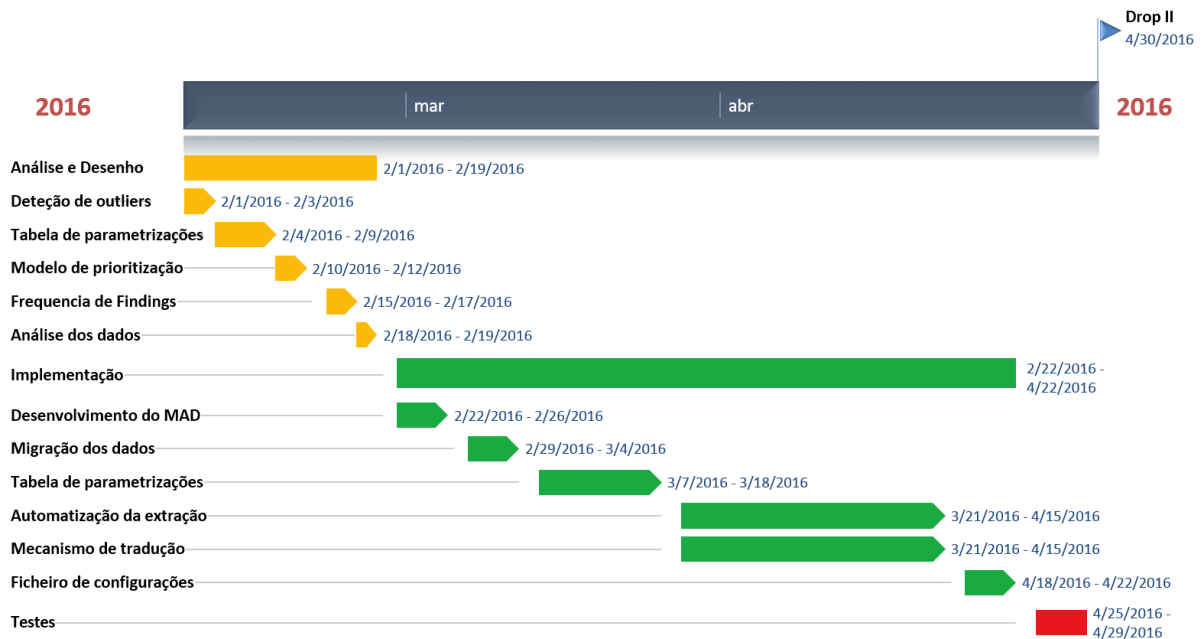 Drop II
4/30/2016
2016
mar
abr
2016
Análise e Desenho
2/1/2016 - 2/19/2016
Deteção de outliers
2/1/2016 - 2/3/2016
Tabela de parametrizações
2/4/2016 - 2/9/2016
Modelo de prioritização
2/10/2016 - 2/12/2016
Frequencia de Findings
2/15/2016 - 2/17/2016
Análise dos dados
2/18/2016 - 2/19/2016
Implementação
2/22/2016 -
4/22/2016
Desenvolvimento do MAD
2/22/2016 - 2/26/2016
Migração dos dados
2/29/2016 - 3/4/2016
Tabela de parametrizações
3/7/2016 - 3/18/2016
Automatização da extração
3/21/2016 - 4/15/2016
Mecanismo de tradução
3/21/2016 - 4/15/2016
Ficheiro de configurações
4/18/2016 - 4/22/2016
Testes
4/25/2016 -
4/29/2016